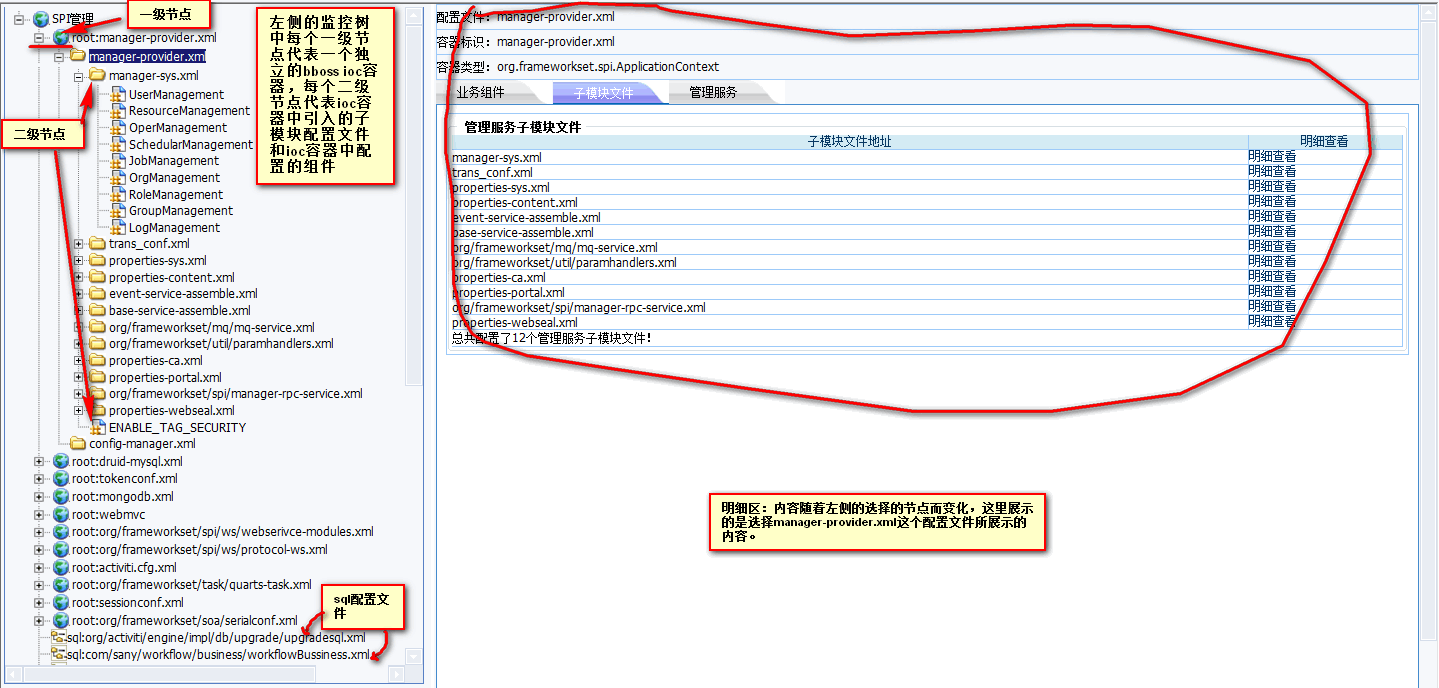 SPI管理
一级节点
root:manager-provider.xml
manager-provider.xml
manager-sys.xml
UserManagement
ResourceManagement
OperManagement
二级节点
SchedularManagement
JobManagement
OrgManagement
RoleManagement
GroupManagement
LogManagement
trans_conf.xml
properties-sys.xml
properties-content.xml
event-service-assemble.xml
base-service-assemble.xml
org/frameworkset/mq/mq-service.xml
org/frameworkset/util/paramhandlers.xml
properties-ca.xml
properties-portal.xml
org/frameworkset/spi/manager-rpc-service.xml
properties-webseal.xml
ENABLE_TAG_SECURITY
config-manager.xml
root:druid-mysql.xml
root:tokenconf.xml
root:mongodb.xml
root:webmvc
root:org/frameworkset/spi/ws/webserivce-modules.xml
root:org/frameworkset/spi/ws/protocol-ws.xml
root:activiti.cfg.xml
root:org/frameworkset/task/quarts-task.xml
root:sessionconf.xml
root:org/frameworkset/soa/serialconf.xml
sql:org/activiti/engine/impl/db/upgrade/upgradesql.xml
sql:com/sany/workflow/business/workflowBussiness.xml
sql配置文
件
左侧的监控树
中每个一级节
点代表一个独
立的bboss ioc容
器，每个二级
节点代表ioc容
器中引入的子
模块配置文件
和ioc容器中配
置的组件
配置文件：manager-provider.xml
容器标识：manager-provider.xml
容器类型：org.frameworkset.spi.ApplicationContext
业务组件 子模块文件 管理服务
管理服务子模块文件
子模块文件地址 明细查看
manager-sys.xml 明细查看
trans_conf.xml 明细查看
properties-sys.xml 明细查看
properties-content.xml 明细查看
event-service-assemble.xml 明细查看
base-service-assemble.xml 明细查看
org/frameworkset/mq/mq-service.xml 明细查看
org/frameworkset/util/paramhandlers.xml 明细查看
properties-ca.xml 明细查看
properties-portal.xml 明细查看
org/frameworkset/spi/manager-rpc-service.xml 明细查看
properties-webseal.xml 明细查看
总共配置了12个管理服务子模块文件！
明细区：内容随着左侧的选择的节点而变化，这里展示
的是选择manager-provider.xml这个配置文件所展示的
内容。